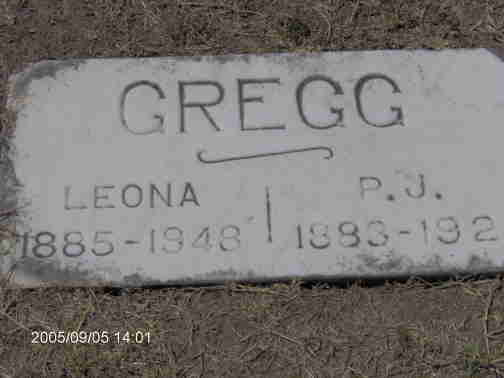 GREGG
LEONA | P.J.
1885-1948 | 1883-192
2005/09/05 14:01